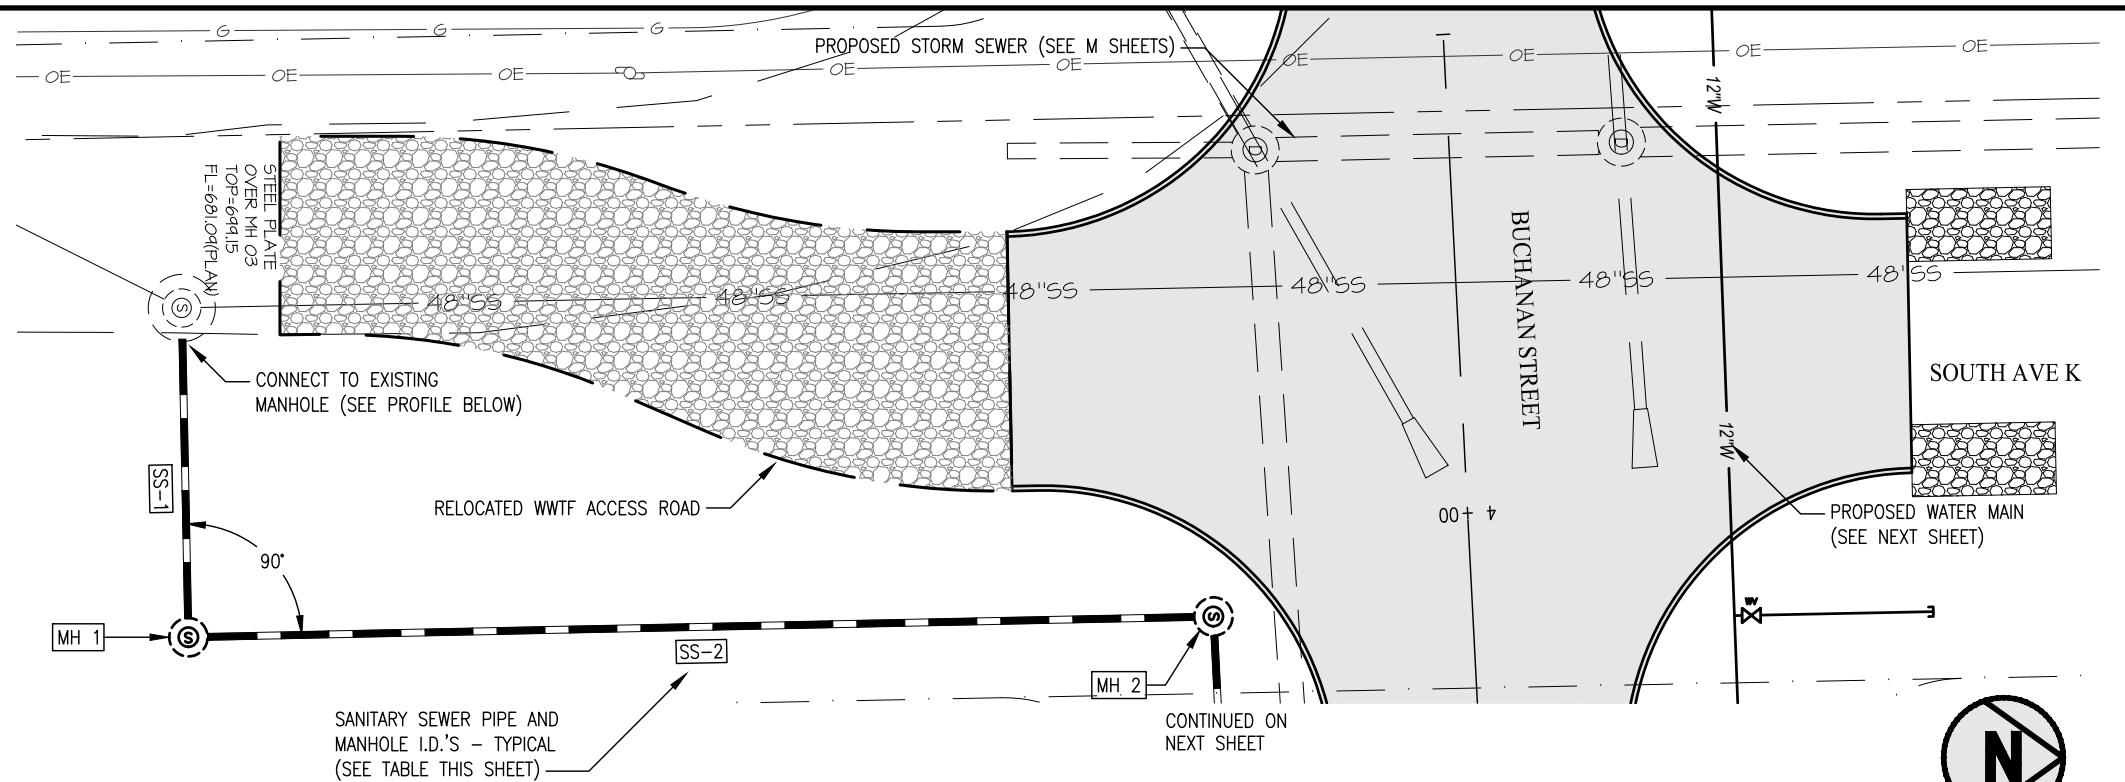 G G G
PROPOSED STORM SEWER (SEE M SHEETS)
OE OE OE OE OE OE OE OE OE
12"W
D D
STEEL PLATE
OVER MH 03
TOP=699.15
FL=681.09(PLAN)
S
48"SS 48"SS 48"SS 48"SS 48"SS 48"SS
BUCHANAN STREET
SOUTH AVE K
CONNECT TO EXISTING
MANHOLE (SEE PROFILE BELOW)
12"W
SS-1
RELOCATED WWTF ACCESS ROAD
4+00
PROPOSED WATER MAIN
(SEE NEXT SHEET)
90°
WV
MH 1
S
S
SS-2
MH 2
SANITARY SEWER PIPE AND
MANHOLE I.D.'S – TYPICAL
(SEE TABLE THIS SHEET)
CONTINUED ON
NEXT SHEET
N